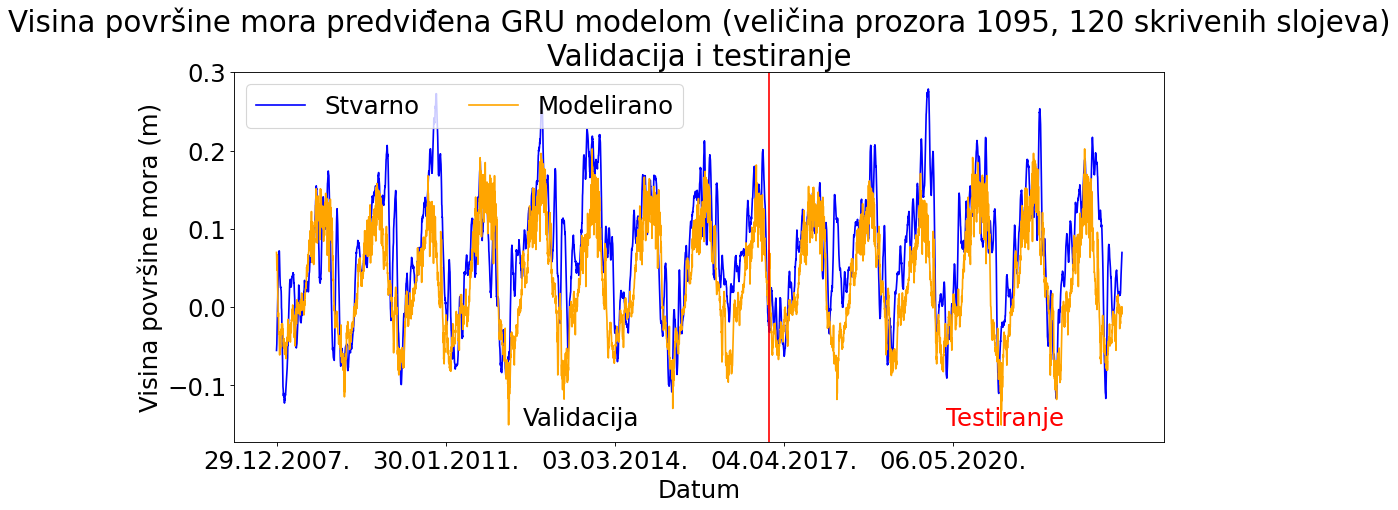 Visina površine mora predviđena GRU modelom (veličina prozora 1095, 120 skrivenih slojeva)
Validacija i testiranje
Stvarno
Modelirano
Visina površine mora (m)
0.3
0.2
0.1
0.0
−0.1
Validacija
Testiranje
29.12.2007.
30.01.2011.
03.03.2014.
04.04.2017.
06.05.2020.
Datum